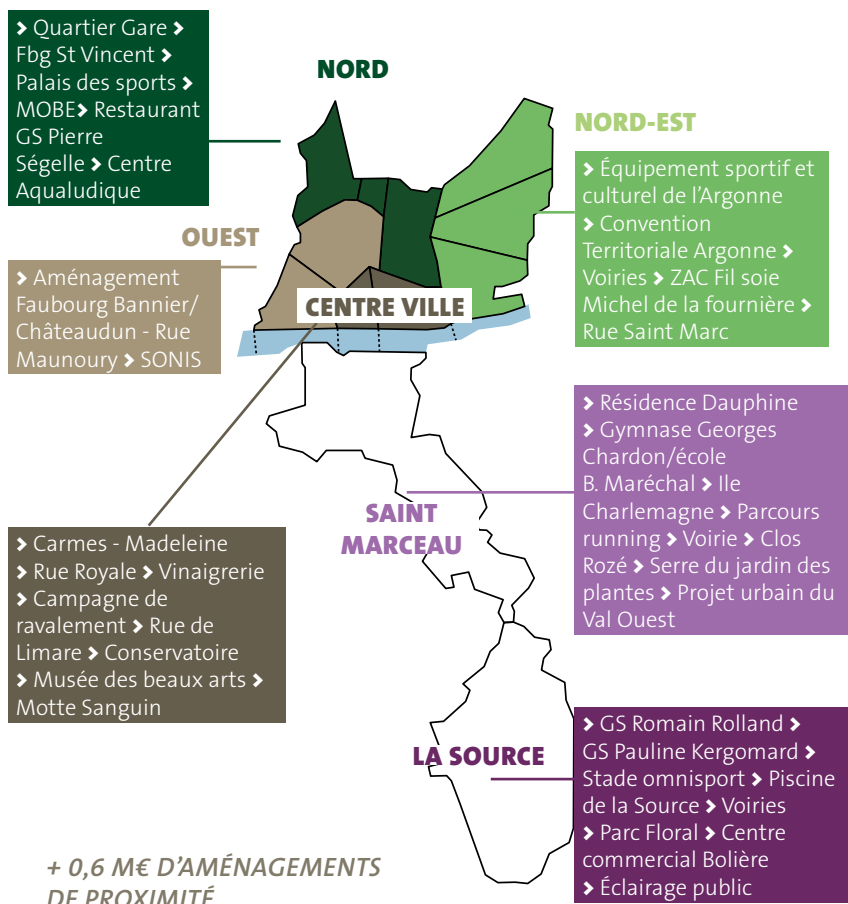 › Quartier Gare ›
Fbg St Vincent ›
Palais des sports ›
MOBE› Restaurant
GS Pierre
Ségelle › Centre
Aqualudique
NORD
NORD-EST
› Équipement sportif et
culturel de l’Argonne
› Convention
Territoriale Argonne ›
Voiries › ZAC Fil soie
Michel de la fournière ›
Rue Saint Marc
OUEST
› Aménagement
Faubourg Bannier/
Châteaudun - Rue
Maunoury › SONIS
CENTRE VILLE
› Carmes - Madeleine
› Rue Royale › Vinaigrerie
› Campagne de
ravalement › Rue de
Limare › Conservatoire
› Musée des beaux arts ›
Motte Sanguin
SAINT
MARCEAU
› Résidence Dauphine
› Gymnase Georges
Chardon/école
B. Maréchal › Ile
Charlemagne › Parcours
running › Voirie › Clos
Rozé › Serre du jardin des
plantes › Projet urbain du
Val Ouest
LA SOURCE
› GS Romain Rolland ›
GS Pauline Kergomard ›
Stade omnisport › Piscine
de la Source › Voiries
› Parc Floral › Centre
commercial Bolière
› Éclairage public
+ 0,6 M€ D’AMÉNAGEMENTS
DE PROXIMITÉ